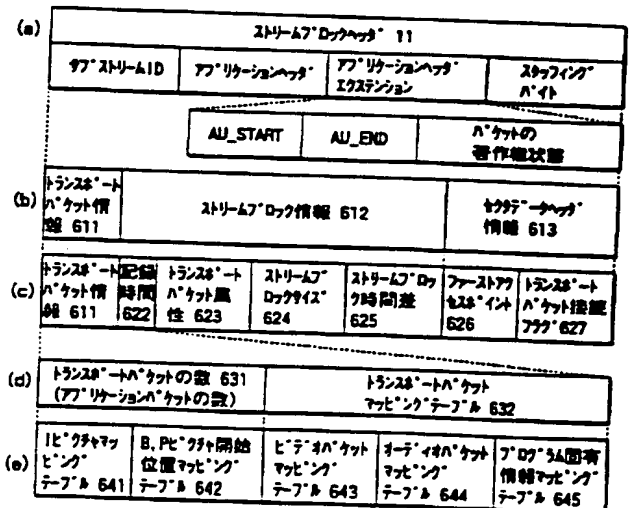 (a)
ストリームブロックヘッダ 11
サブストリームID
アプリケーションヘッダ
アプリケーションヘッダ
エクステンション
スタッフィング
バイト
AU_START
AU_END
パケットの
著作権状態
(b)
トランスポート
パケット情
報 611
ストリームブロック情報 612
セクタデータヘッダ
情報 613
(c)
トランスポート
パケット情
報 611
記録
時間
622
トランスポート
パケット属
性 623
ストリームブ
ロックサイズ
624
ストリームブロッ
ク時間差
625
ファーストアク
セスポイント
626
トランスポート
パケット接続
フラグ 627
(d)
トランスポートパケットの数 631
(アプリケーションパケットの数)
トランスポートパケット
マッピングテーブル 632
(e)
Iピクチャマッ
ピング
テーブル 641
B,Pピクチャ開始
位置マッピング
テーブル 642
ビデオパケット
マッピング
テーブル 643
オーディオパケット
マッピング
テーブル 644
プログラム固有
情報マッピング
テーブル 645